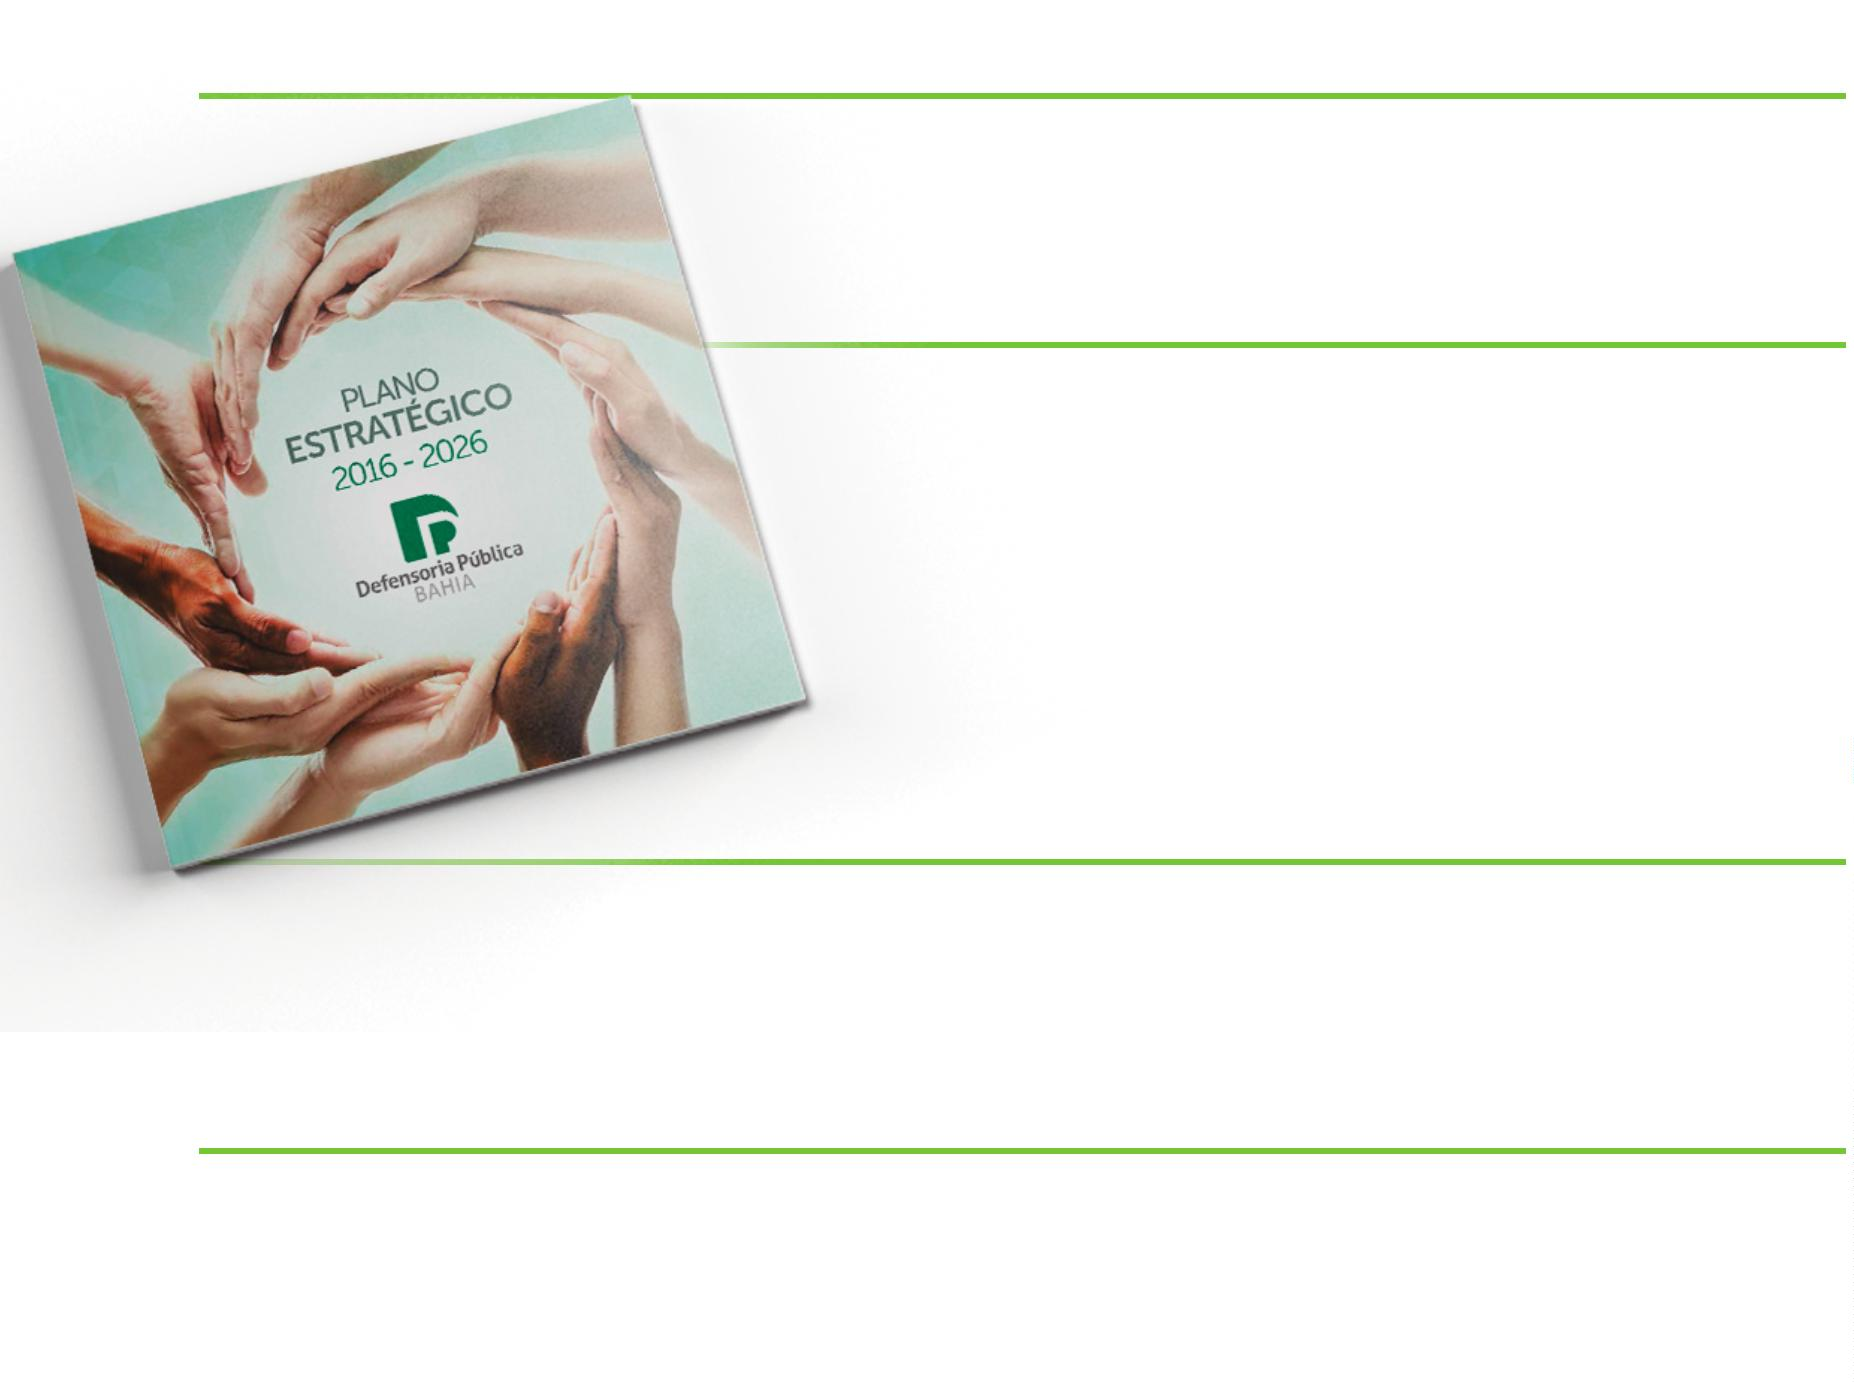 PLANO
ESTRATÉGICO
2016 - 2026
Defensoria Pública
BAHIA